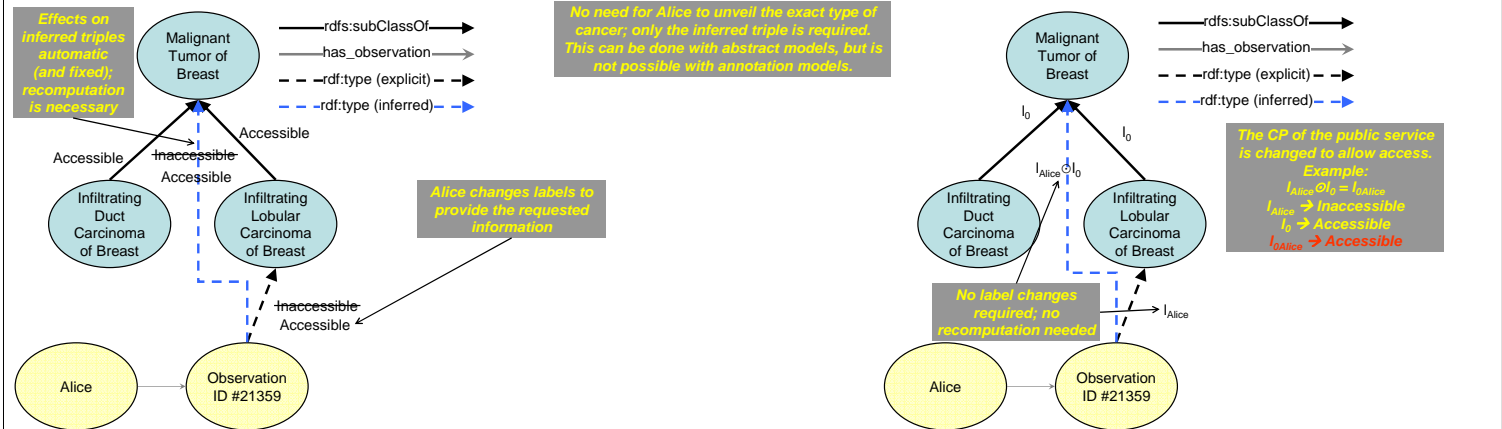 Effects on
inferred triples
automatic
(and fixed);
recomputation
is necessary
Malignant
Tumor of
Breast
rdfs:subClassOf
has_observation
rdf:type (explicit)
rdf:type (inferred)
Accessible
Accessible
Inaccessible
Accessible
Infiltrating
Duct
Carcinoma
of Breast
Infiltrating
Lobular
Carcinoma
of Breast
Alice changes labels to
provide the requested
information
Inaccessible
Accessible
Alice
Observation
ID #21359
No need for Alice to unveil the exact type of
cancer; only the inferred triple is required.
This can be done with abstract models, but is
not possible with annotation models.
Malignant
Tumor of
Breast
rdfs:subClassOf
has_observation
rdf:type (explicit)
rdf:type (inferred)
l0
l0
lAlice⊙l0
Infiltrating
Duct
Carcinoma
of Breast
Infiltrating
Lobular
Carcinoma
of Breast
The CP of the public service
is changed to allow access.
Example:
lAlice⊙l0 = l0Alice
lAlice → Inaccessible
l0 → Accessible
l0Alice → Accessible
No label changes
required; no
recomputation needed
lAlice
Alice
Observation
ID #21359